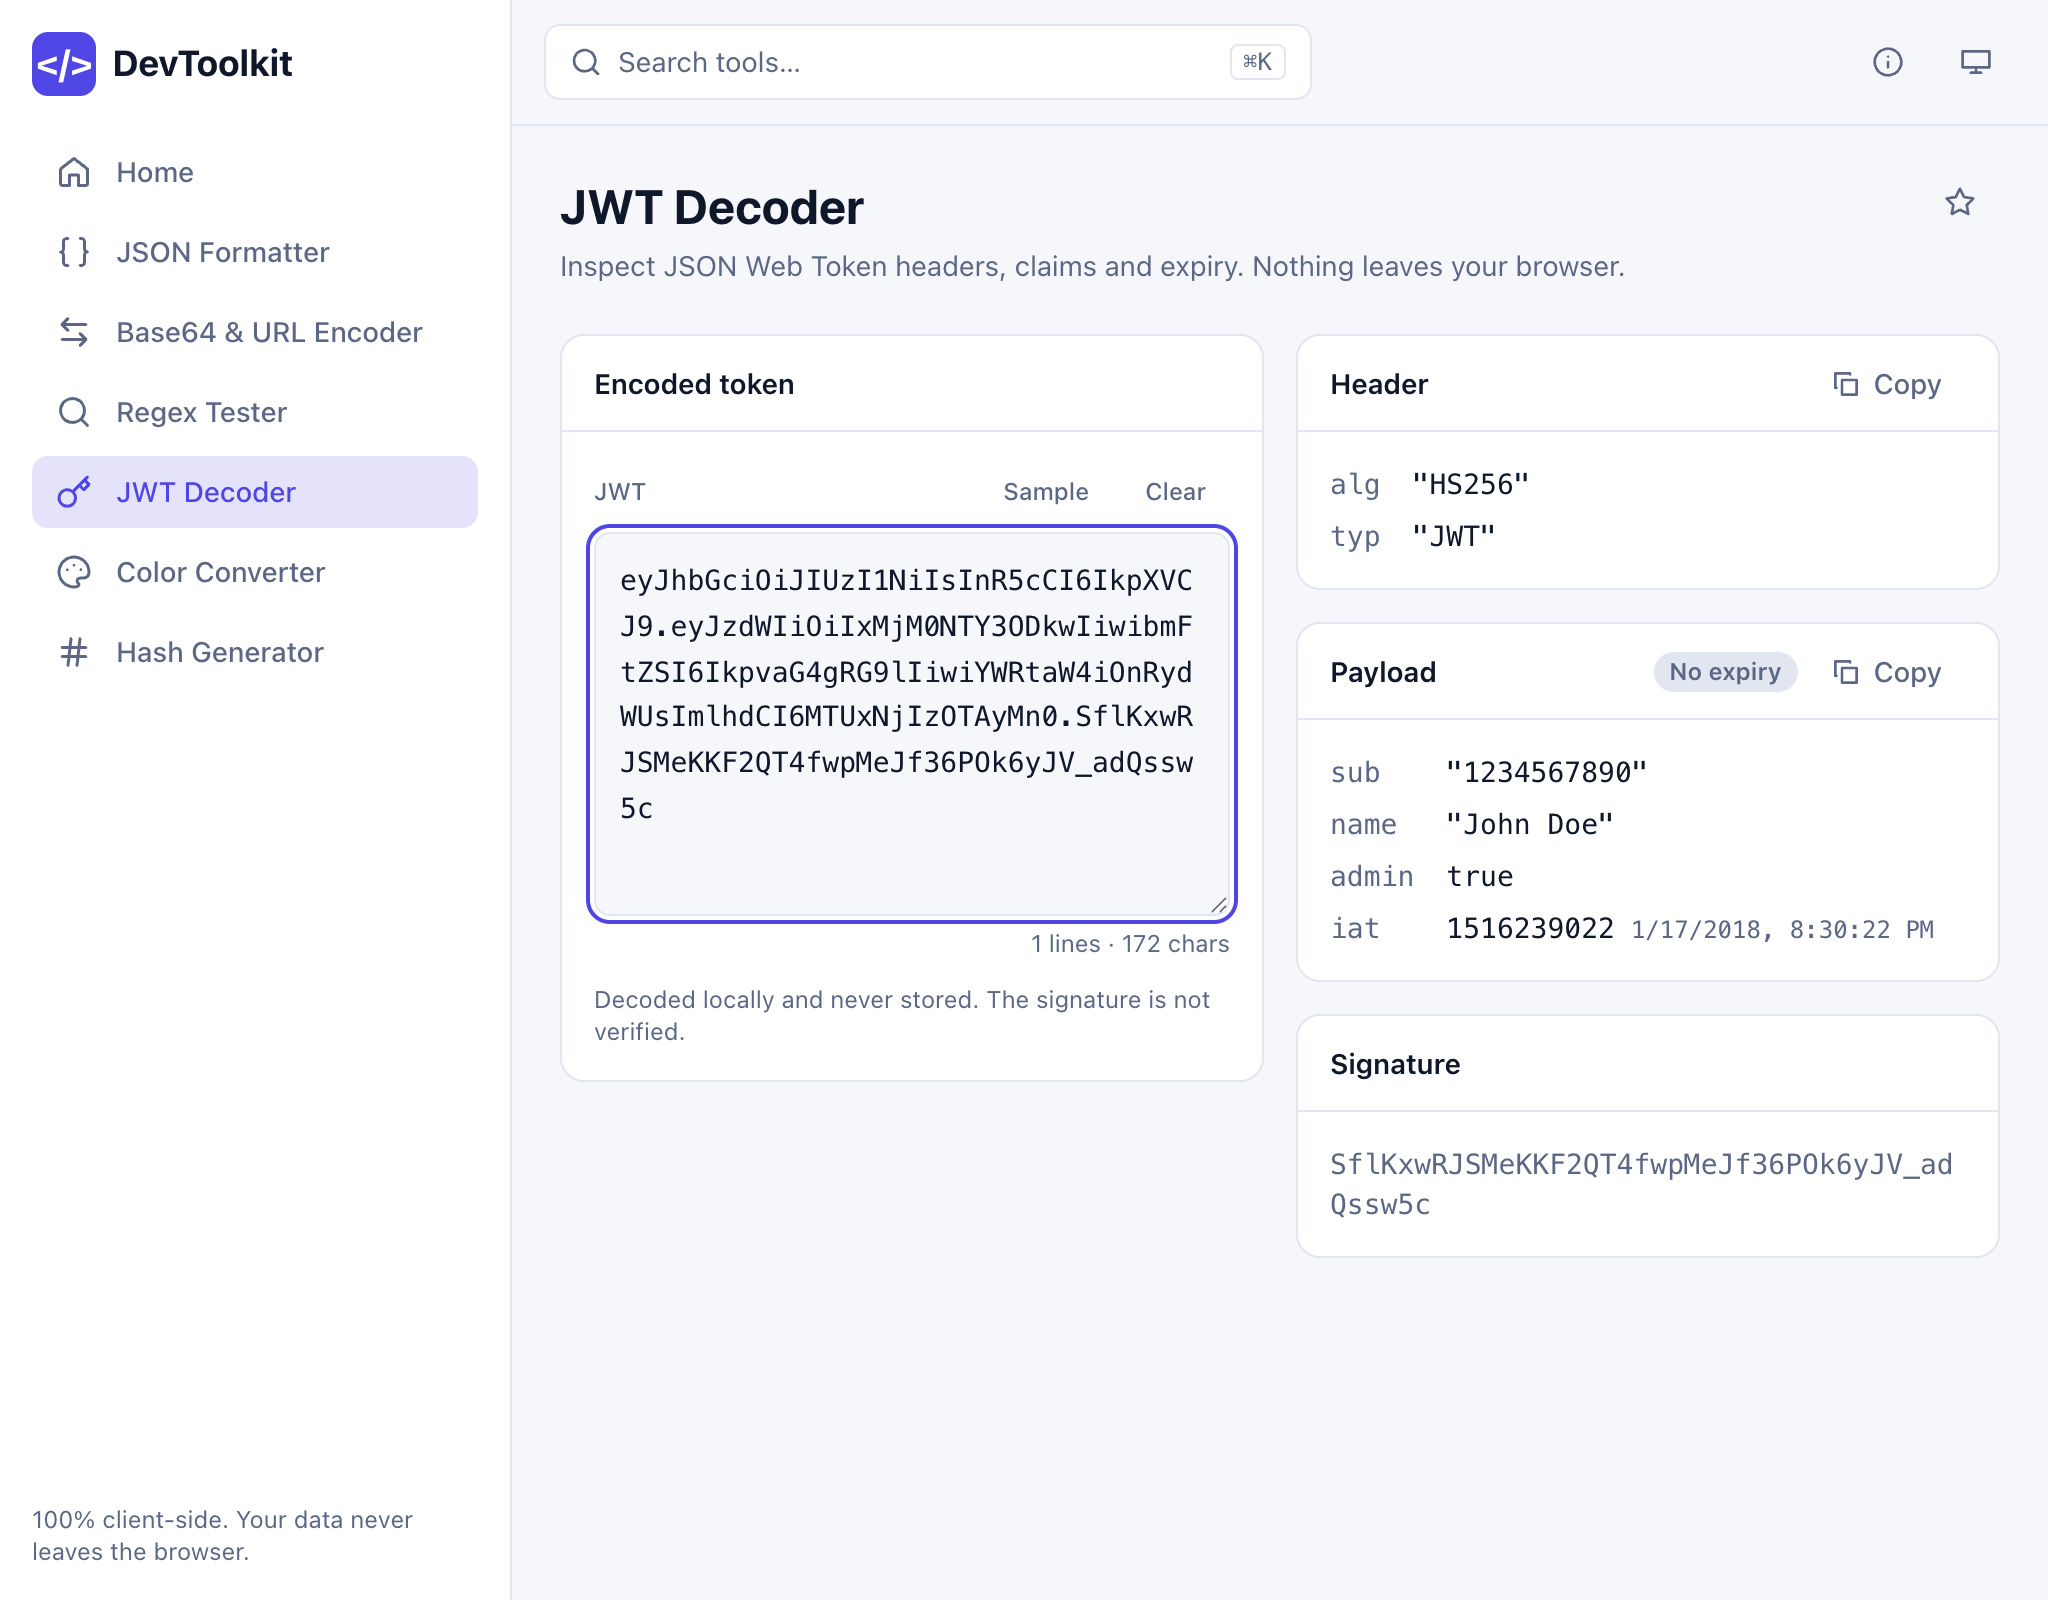 </> DevToolkit
Search tools...
⌘K
Home
JSON Formatter
Base64 & URL Encoder
Regex Tester
JWT Decoder
Color Converter
Hash Generator
100% client-side. Your data never
leaves the browser.
JWT Decoder
Inspect JSON Web Token headers, claims and expiry. Nothing leaves your browser.
Encoded token
JWT Sample Clear
eyJhbGciOiJIUzI1NiIsInR5cCI6IkpXVC
J9.eyJzdWIiOiIxMjM0NTY3ODkwIiwibmF
tZSI6IkpvaG4gRG9lIiwiYWRtaW4iOnRyd
WUsImlhdCI6MTUxNjIzOTAyMn0.SflKxwR
JSMeKKF2QT4fwpMeJf36POk6yJV_adQssw
5c
1 lines · 172 chars
Decoded locally and never stored. The signature is not
verified.
Header Copy
alg "HS256"
typ "JWT"
Payload No expiry Copy
sub "1234567890"
name "John Doe"
admin true
iat 1516239022 1/17/2018, 8:30:22 PM
Signature
SflKxwRJSMeKKF2QT4fwpMeJf36POk6yJV_ad
Qssw5c